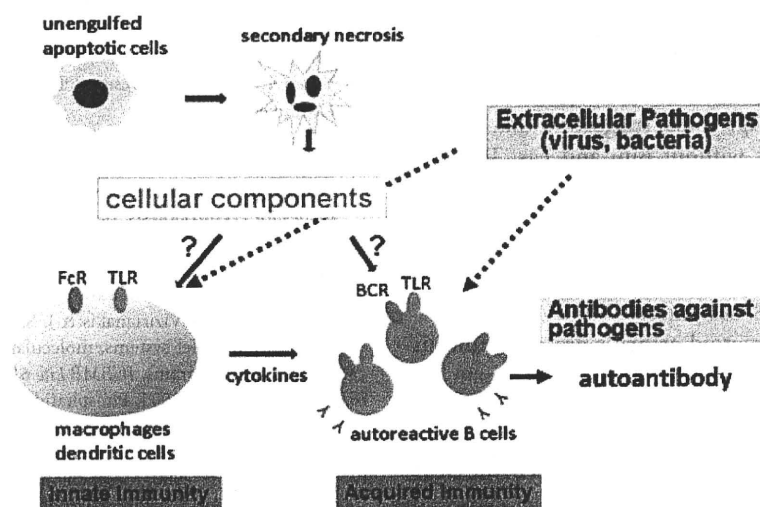 unengulfed
apoptotic cells
secondary necrosis
Extracellular Pathogens
(virus, bacteria)
cellular components
?
?
FcR TLR
BCR TLR
Antibodies against
pathogens
cytokines
autoantibody
autoreactive B cells
macrophages
dendritic cells
Innate Immunity
Acquired Immunity